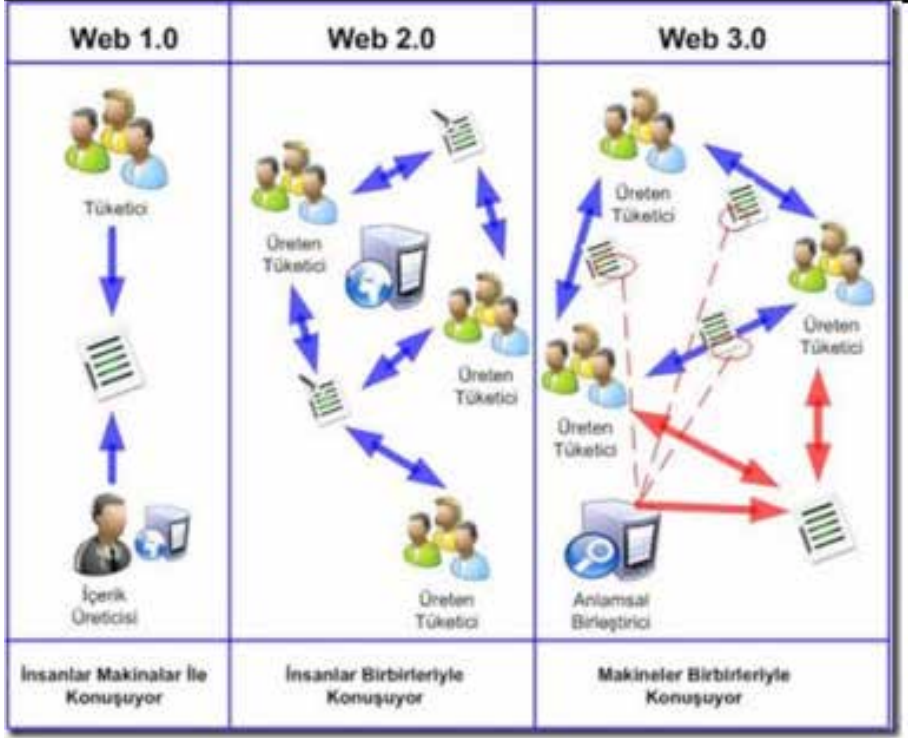 Web 1.0
Web 2.0
Web 3.0
Tüketici
İçerik
Üreticisi
Üreten
Tüketici
Üreten
Tüketici
Üreten
Tüketici
Üreten
Tüketici
Üreten
Tüketici
Üreten
Tüketici
Anlamsal
Birleştirici
İnsanlar Makinalar İle
Konuşuyor
İnsanlar Birbirleriyle
Konuşuyor
Makineler Birbirleriyle
Konuşuyor